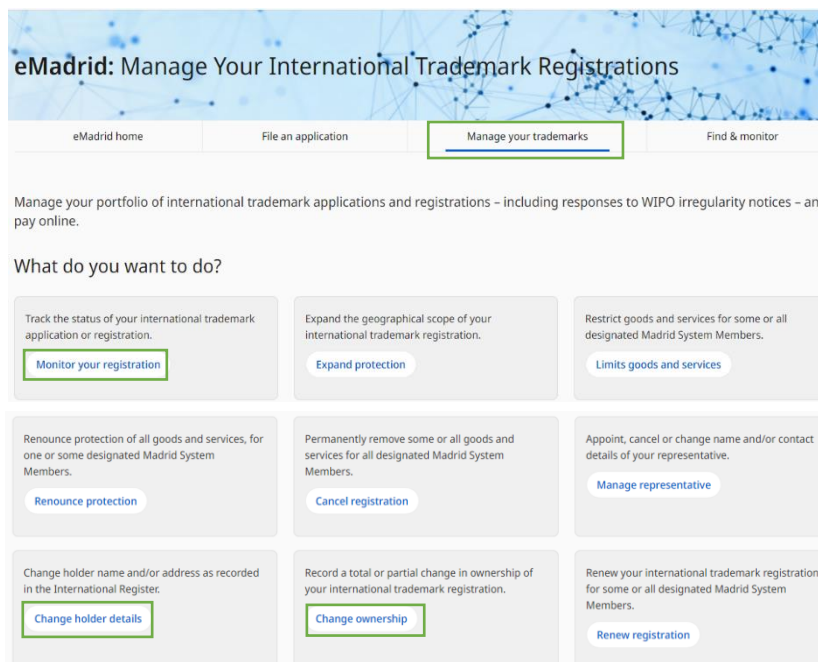 eMadrid: Manage Your International Trademark Registrations
eMadrid home
File an application
Manage your trademarks
Find & monitor
Manage your portfolio of international trademark applications and registrations – including responses to WIPO irregularity notices –
pay online.
What do you want to do?
Track the status of your international trademark
application or registration.
Monitor your registration
Expand the geographical scope of your
international trademark registration.
Expand protection
Restrict goods and services for some or all
designated Madrid System Members.
Limits goods and services
Renounce protection of all goods and services, for
one or some designated Madrid System
Members.
Renounce protection
Permanently remove some or all goods and
services for all designated Madrid System
Members.
Cancel registration
Appoint, cancel or change name and/or contact
details of your representative.
Manage representative
Change holder name and/or address as recorded
in the International Register.
Change holder details
Record a total or partial change in ownership of
your international trademark registration.
Change ownership
Renew your international trademark registration
for some or all designated Madrid System
Members.
Renew registration